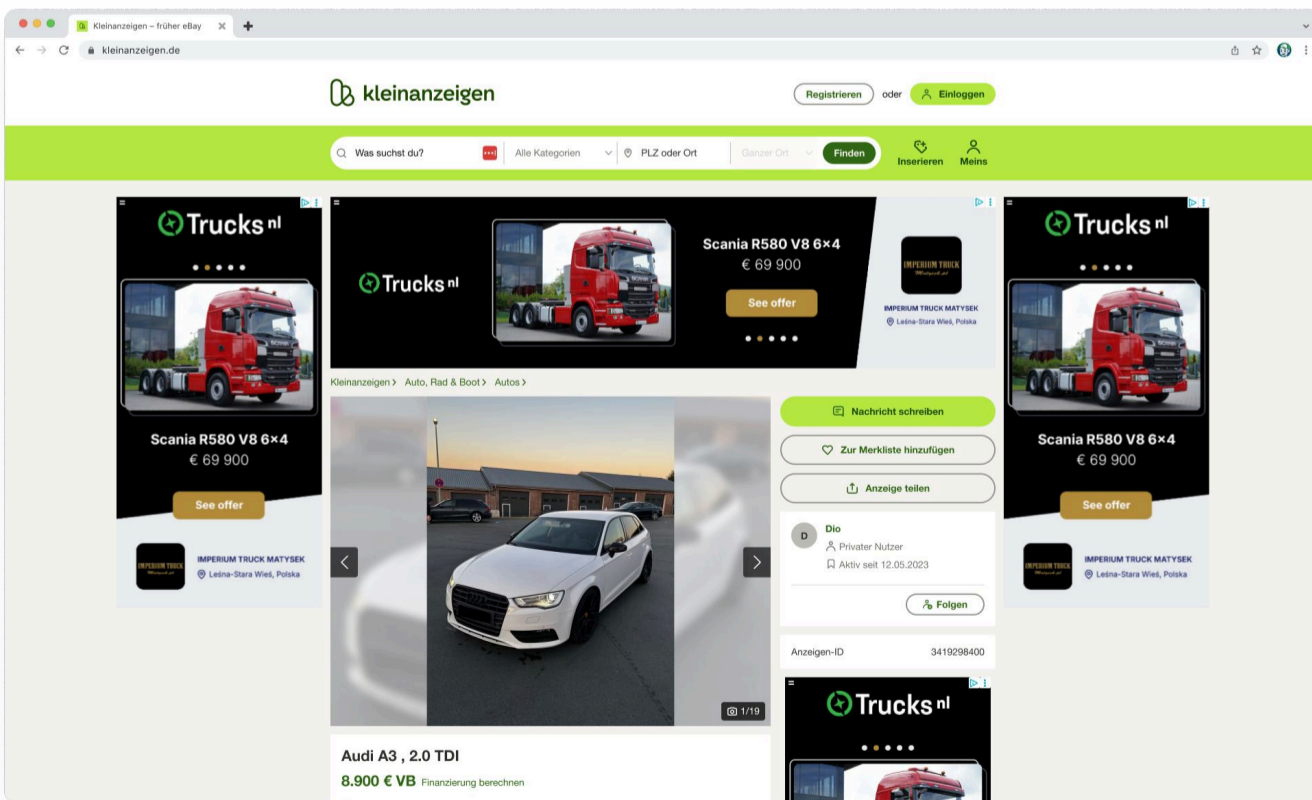 Kleinanzeigen – früher eBay
kleinanzeigen.de
kleinanzeigen
Registrieren oder Einloggen
Was suchst du? Alle Kategorien PLZ oder Ort Ganzer Ort Finden
Inserieren Meins
Trucks nl
Scania R580 V8 6×4
€ 69 900
See offer
IMPERIUM TRUCK MATYSEK
Leśna-Stara Wieś, Polska
Trucks nl
Scania R580 V8 6×4
€ 69 900
See offer
IMPERIUM TRUCK
IMPERIUM TRUCK MATYSEK
Leśna-Stara Wieś, Polska
Trucks nl
Scania R580 V8 6×4
€ 69 900
See offer
IMPERIUM TRUCK MATYSEK
Leśna-Stara Wieś, Polska
Kleinanzeigen > Auto, Rad & Boot > Autos >
1/19
Audi A3 , 2.0 TDI
8.900 € VB Finanzierung berechnen
Nachricht schreiben
Zur Merkliste hinzufügen
Anzeige teilen
D
Dio
Privater Nutzer
Aktiv seit 12.05.2023
Folgen
Anzeigen-ID 3419298400
Trucks nl